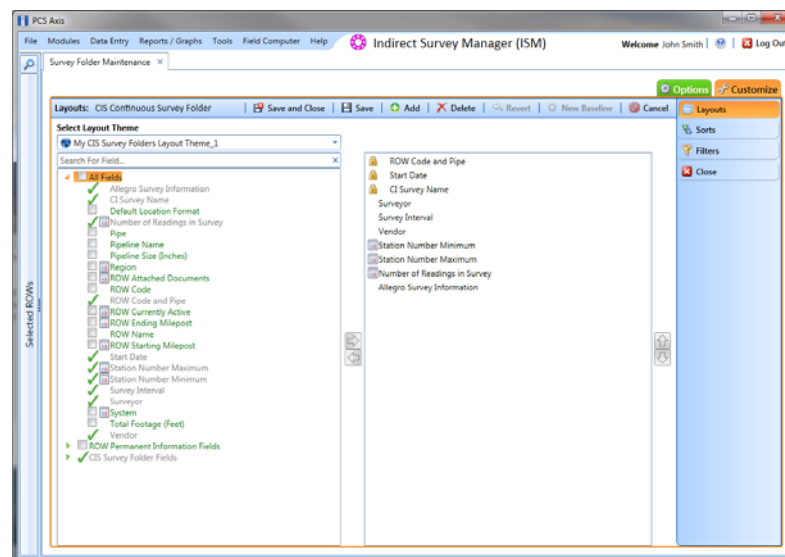 PCS Axis
File Modules Data Entry Reports / Graphs Tools Field Computer Help Indirect Survey Manager (ISM) Welcome John Smith | Log Out
Survey Folder Maintenance ×
Options Customize
Layouts: CIS Continuous Survey Folder | Save and Close | Save | Add | Delete | Revert | New Baseline | Cancel
Layouts
Sorts
Filters
Close
Select Layout Theme
My CIS Survey Folders Layout Theme_1
Search For Field... X
All Fields
Allegro Survey Information
CI Survey Name
Default Location Format
Number of Readings in Survey
Pipe
Pipeline Name
Pipeline Size (Inches)
Region
ROW Attached Documents
ROW Code
ROW Code and Pipe
ROW Currently Active
ROW Ending Milepost
ROW Name
ROW Starting Milepost
Start Date
Station Number Maximum
Station Number Minimum
Survey Interval
Surveyor
System
Total Footage (Feet)
Vendor
ROW Permanent Information Fields
CIS Survey Folder Fields
ROW Code and Pipe
Start Date
CI Survey Name
Surveyor
Survey Interval
Vendor
Station Number Minimum
Station Number Maximum
Number of Readings in Survey
Allegro Survey Information
Selected ROWs